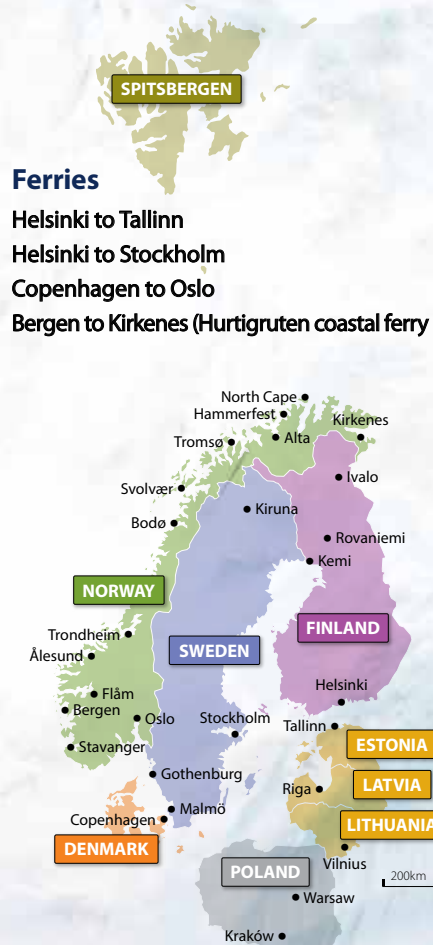 SPITSBERGEN
Ferries
Helsinki to Tallinn
Helsinki to Stockholm
Copenhagen to Oslo
Bergen to Kirkenes (Hurtigruten coastal ferry
North Cape
Hammerfest
Kirkenes
Tromsø
Alta
Ivalo
Svolvær
Kiruna
Bodø
Rovaniemi
Kemi
NORWAY
FINLAND
Trondheim
SWEDEN
Ålesund
Helsinki
Flåm
Bergen
Oslo
Stockholm
Tallinn
Stavanger
ESTONIA
Gothenburg
LATVIA
Riga
Malmö
Copenhagen
LITHUANIA
DENMARK
Vilnius
POLAND
200km
Warsaw
Kraków